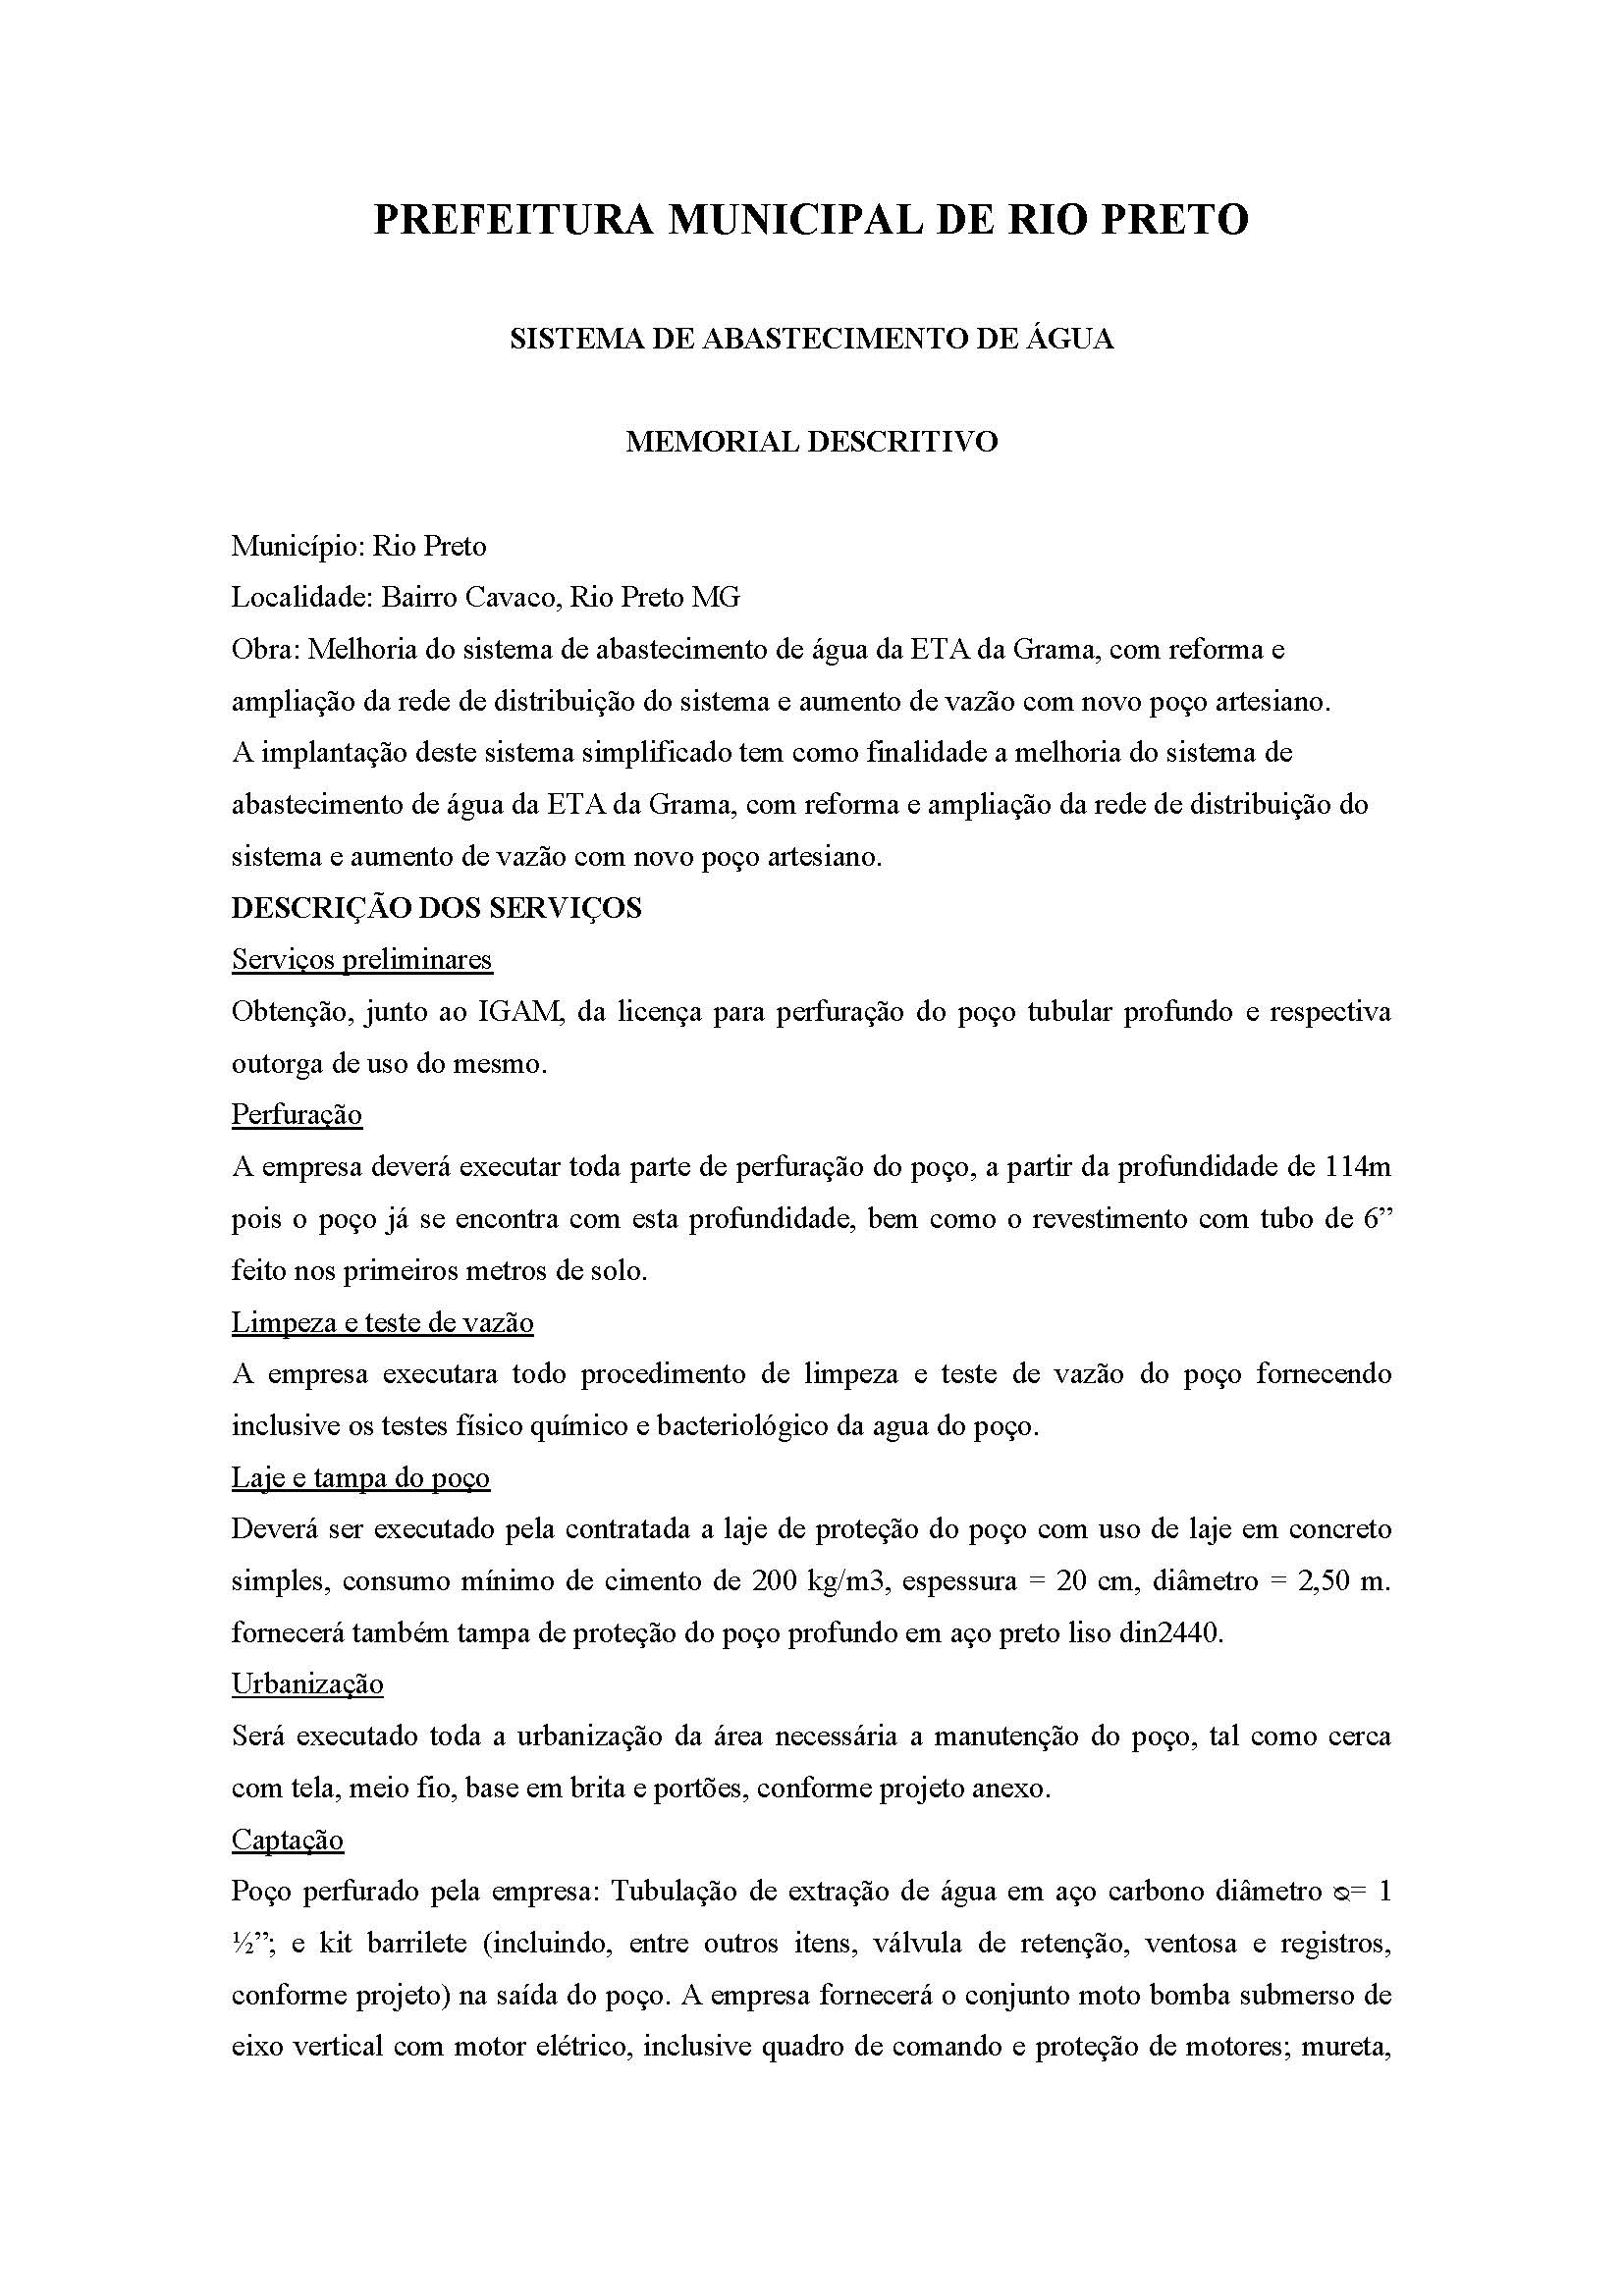 PREFEITURA MUNICIPAL DE RIO PRETO
SISTEMA DE ABASTECIMENTO DE ÁGUA
MEMORIAL DESCRITIVO
Município: Rio Preto
Localidade: Bairro Cavaco, Rio Preto MG
Obra: Melhoria do sistema de abastecimento de água da ETA da Grama, com reforma e
ampliação da rede de distribuição do sistema e aumento de vazão com novo poço artesiano.
A implantação deste sistema simplificado tem como finalidade a melhoria do sistema de
abastecimento de água da ETA da Grama, com reforma e ampliação da rede de distribuição do
sistema e aumento de vazão com novo poço artesiano.
DESCRIÇÃO DOS SERVIÇOS
Serviços preliminares
Obtenção, junto ao IGAM, da licença para perfuração do poço tubular profundo e respectiva
outorga de uso do mesmo.
Perfuração
A empresa deverá executar toda parte de perfuração do poço, a partir da profundidade de 114m
pois o poço já se encontra com esta profundidade, bem como o revestimento com tubo de 6”
feito nos primeiros metros de solo.
Limpeza e teste de vazão
A empresa executara todo procedimento de limpeza e teste de vazão do poço fornecendo
inclusive os testes físico químico e bacteriológico da agua do poço.
Laje e tampa do poço
Deverá ser executado pela contratada a laje de proteção do poço com uso de laje em concreto
simples, consumo mínimo de cimento de 200 kg/m3, espessura = 20 cm, diâmetro = 2,50 m.
fornecerá também tampa de proteção do poço profundo em aço preto liso din2440.
Urbanização
Será executado toda a urbanização da área necessária a manutenção do poço, tal como cerca
com tela, meio fio, base em brita e portões, conforme projeto anexo.
Captação
Poço perfurado pela empresa: Tubulação de extração de água em aço carbono diâmetro ᴓ= 1
½”; e kit barrilete (incluindo, entre outros itens, válvula de retenção, ventosa e registros,
conforme projeto) na saída do poço. A empresa fornecerá o conjunto moto bomba submerso de
eixo vertical com motor elétrico, inclusive quadro de comando e proteção de motores; mureta,